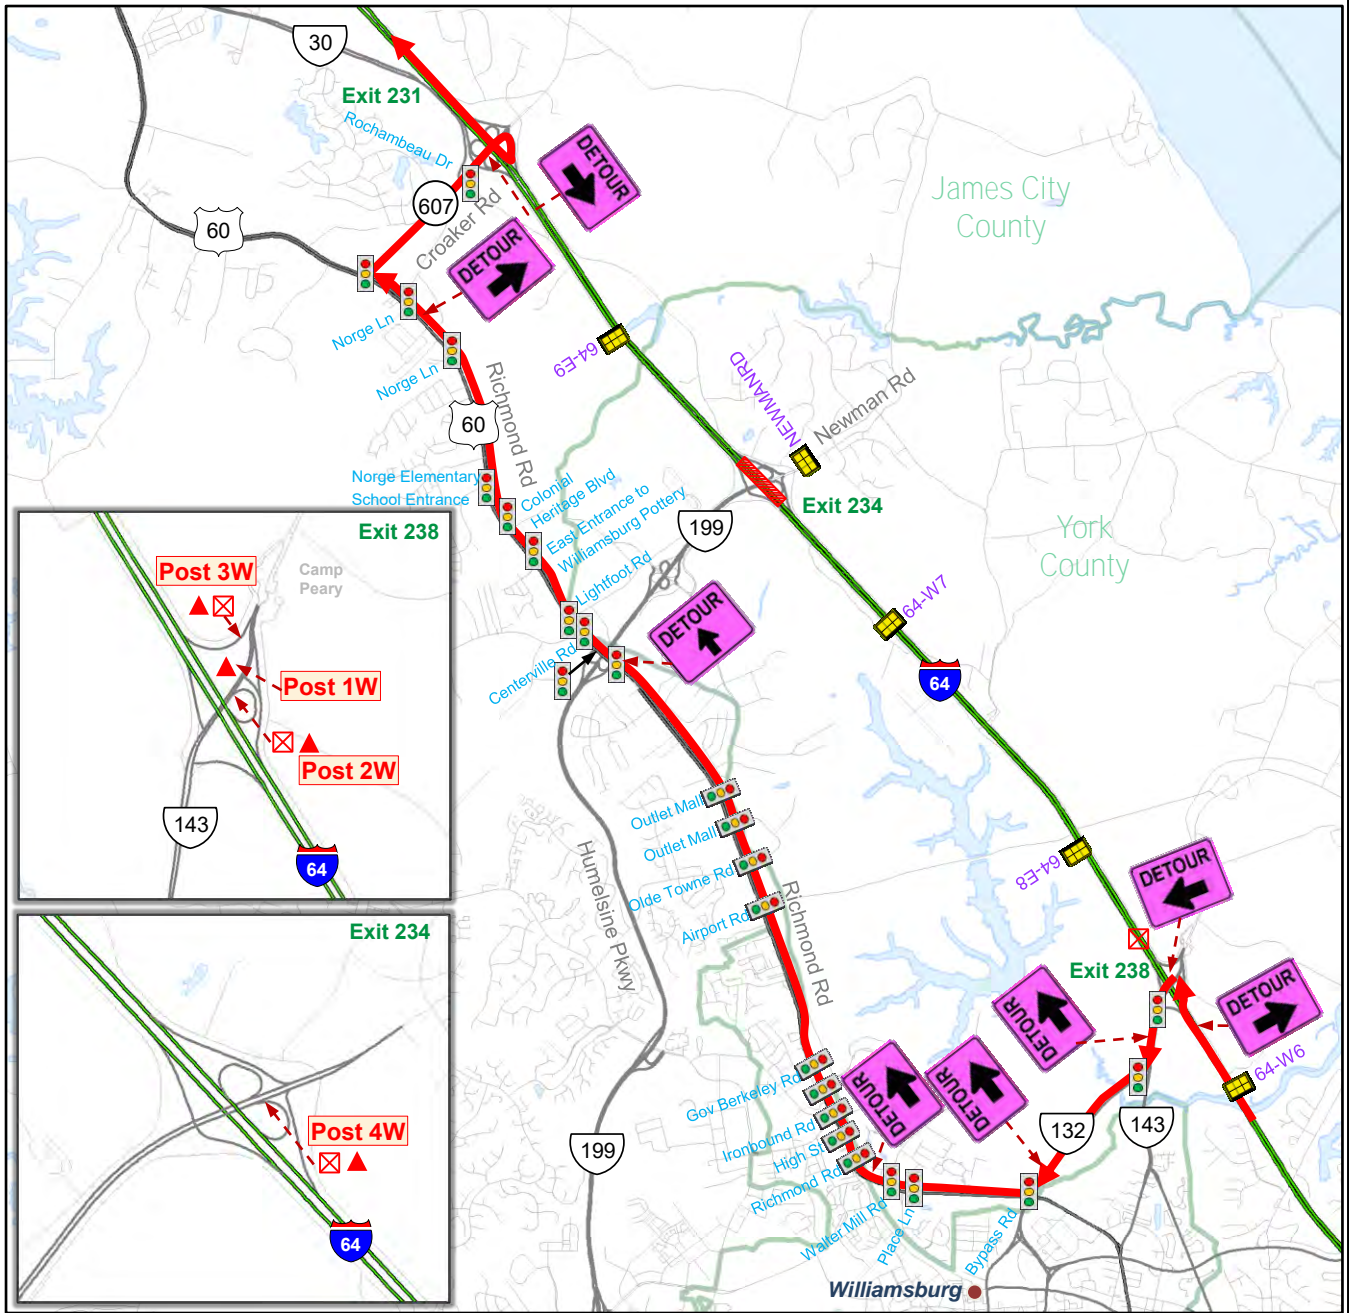 30
Exit 231
Rochambeau Dr
DETOUR
607
Croaker Rd
James City
County
60
DETOUR
Norge Ln
64-E9
NEWMANRD
Newman Rd
Norge Ln
Richmond Rd
60
Norge Elementary
School Entrance
Colonial
Heritage Blvd
East Entrance to
Williamsburg Pottery
Exit 234
199
York
County
Lightfoot Rd
Exit 238
Post 3W
Camp
Peary
Post 1W
Post 2W
143
64
DETOUR
64-W7
Centerville Rd
64
Outlet Mall
Outlet Mall
Olde Towne Rd
Airport Rd
Humelsine Pkwy
Richmond Rd
64-E8
DETOUR
Exit 238
DETOUR
DETOUR
64-W6
Exit 234
Post 4W
64
Gov Berkeley Rd
DETOUR
DETOUR
Ironbound Rd
High St
Richmond Rd
199
132
143
Walter Mill Rd
Place Ln
Bypass Rd
Williamsburg